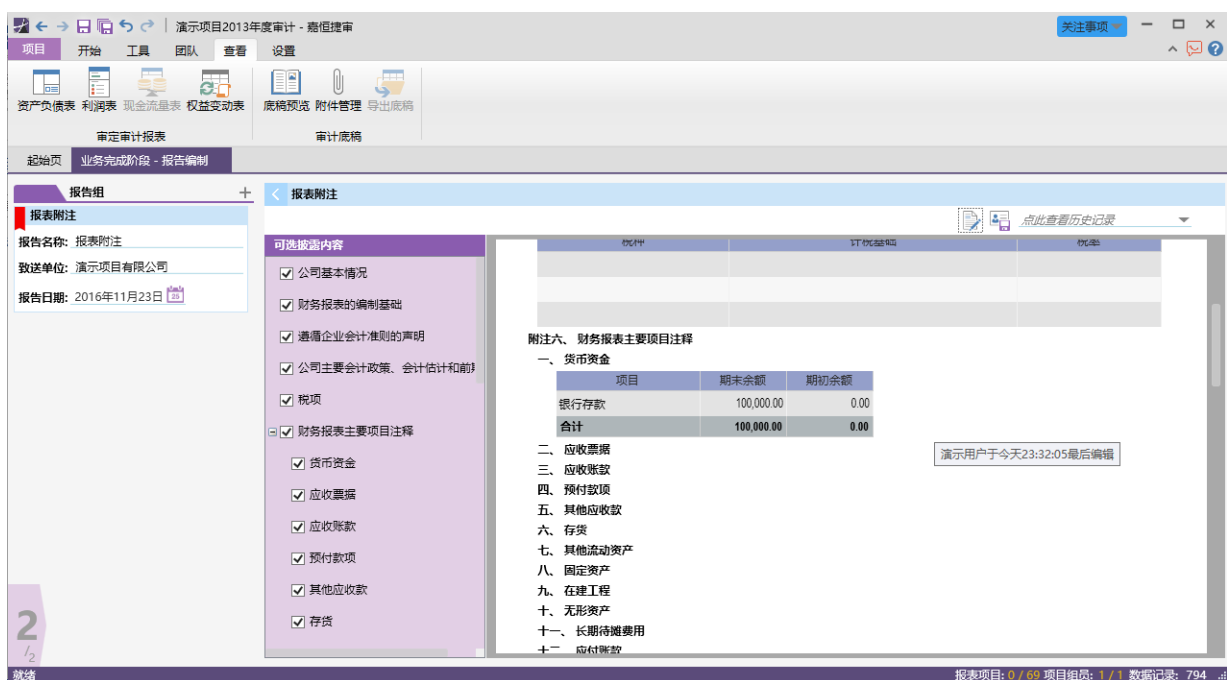 演示项目2013年度审计 - 嘉恒捷审
关注事项
项目 开始 工具 团队 查看 设置
资产负债表 利润表 现金流量表 权益变动表 底稿预览 附件管理 导出底稿
审定审计报表 审计底稿
起始页 业务完成阶段 - 报告编制
报告组
报表附注
报告名称: 报表附注
致送单位: 演示项目有限公司
报告日期: 2016年11月23日 25
2
/2
报表附注
点此查看历史记录
可选披露内容
公司基本情况
财务报表的编制基础
遵循企业会计准则的声明
公司主要会计政策、会计估计和前
税项
财务报表主要项目注释
货币资金
应收票据
应收账款
预付款项
其他应收款
存货
税种 计税基础 税率
附注六、 财务报表主要项目注释
一、 货币资金
项目 期末余额 期初余额
银行存款 100,000.00 0.00
合计 100,000.00 0.00
二、 应收票据
三、 应收账款
四、 预付款项
五、 其他应收款
六、 存货
七、 其他流动资产
八、 固定资产
九、 在建工程
十、 无形资产
十一、 长期待摊费用
十二、 应付账款
演示用户于今天23:32:05最后编辑
就绪
报表项目: 0 / 69 项目组员: 1 / 1 数据记录: 794